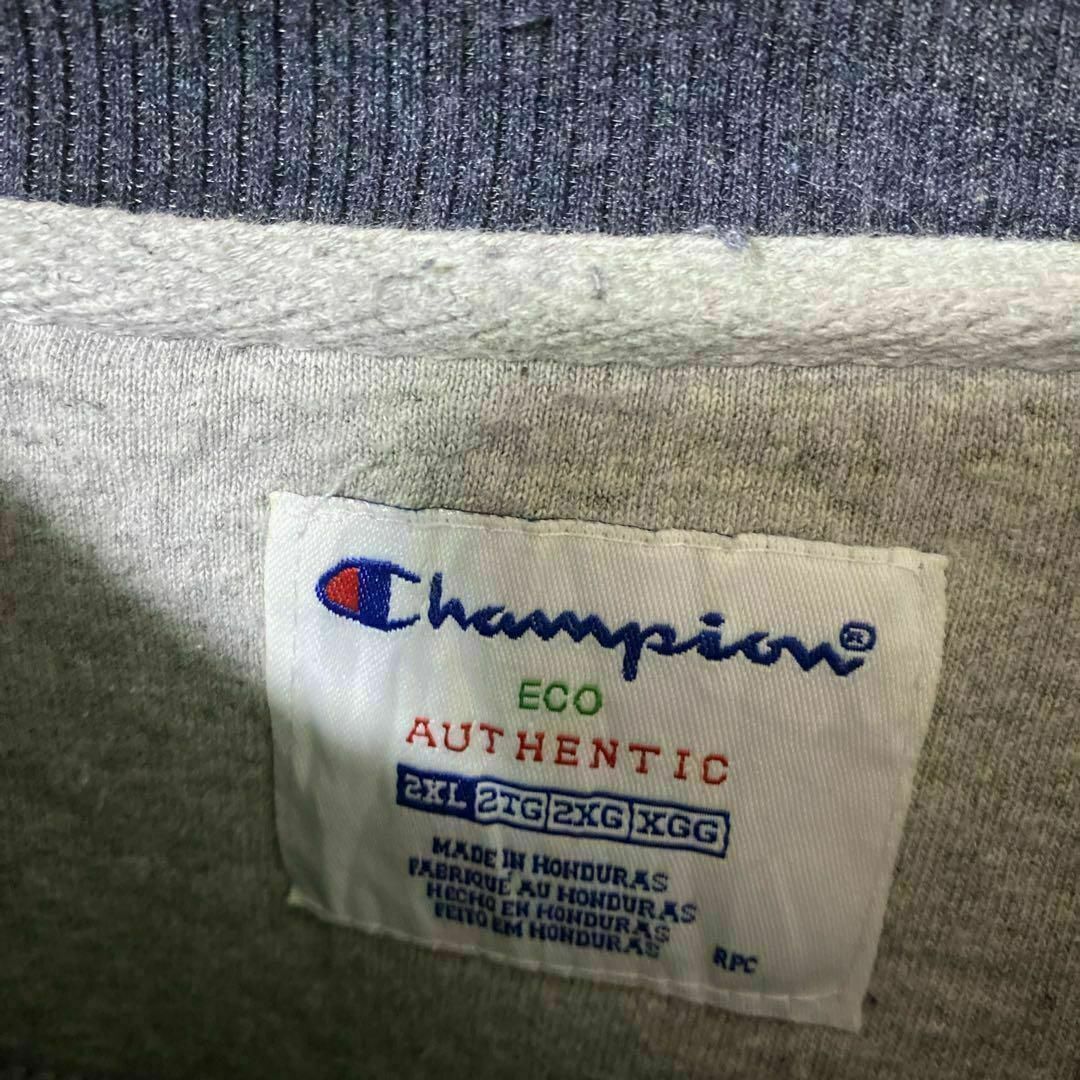 Champion®
ECO
AUTHENTIC
2XL 2TG 2XG XGG
MADE IN HONDURAS
FABRIQUÉ AU HONDURAS
HECHO EN HONDURAS
FEITO EM HONDURAS
RPC